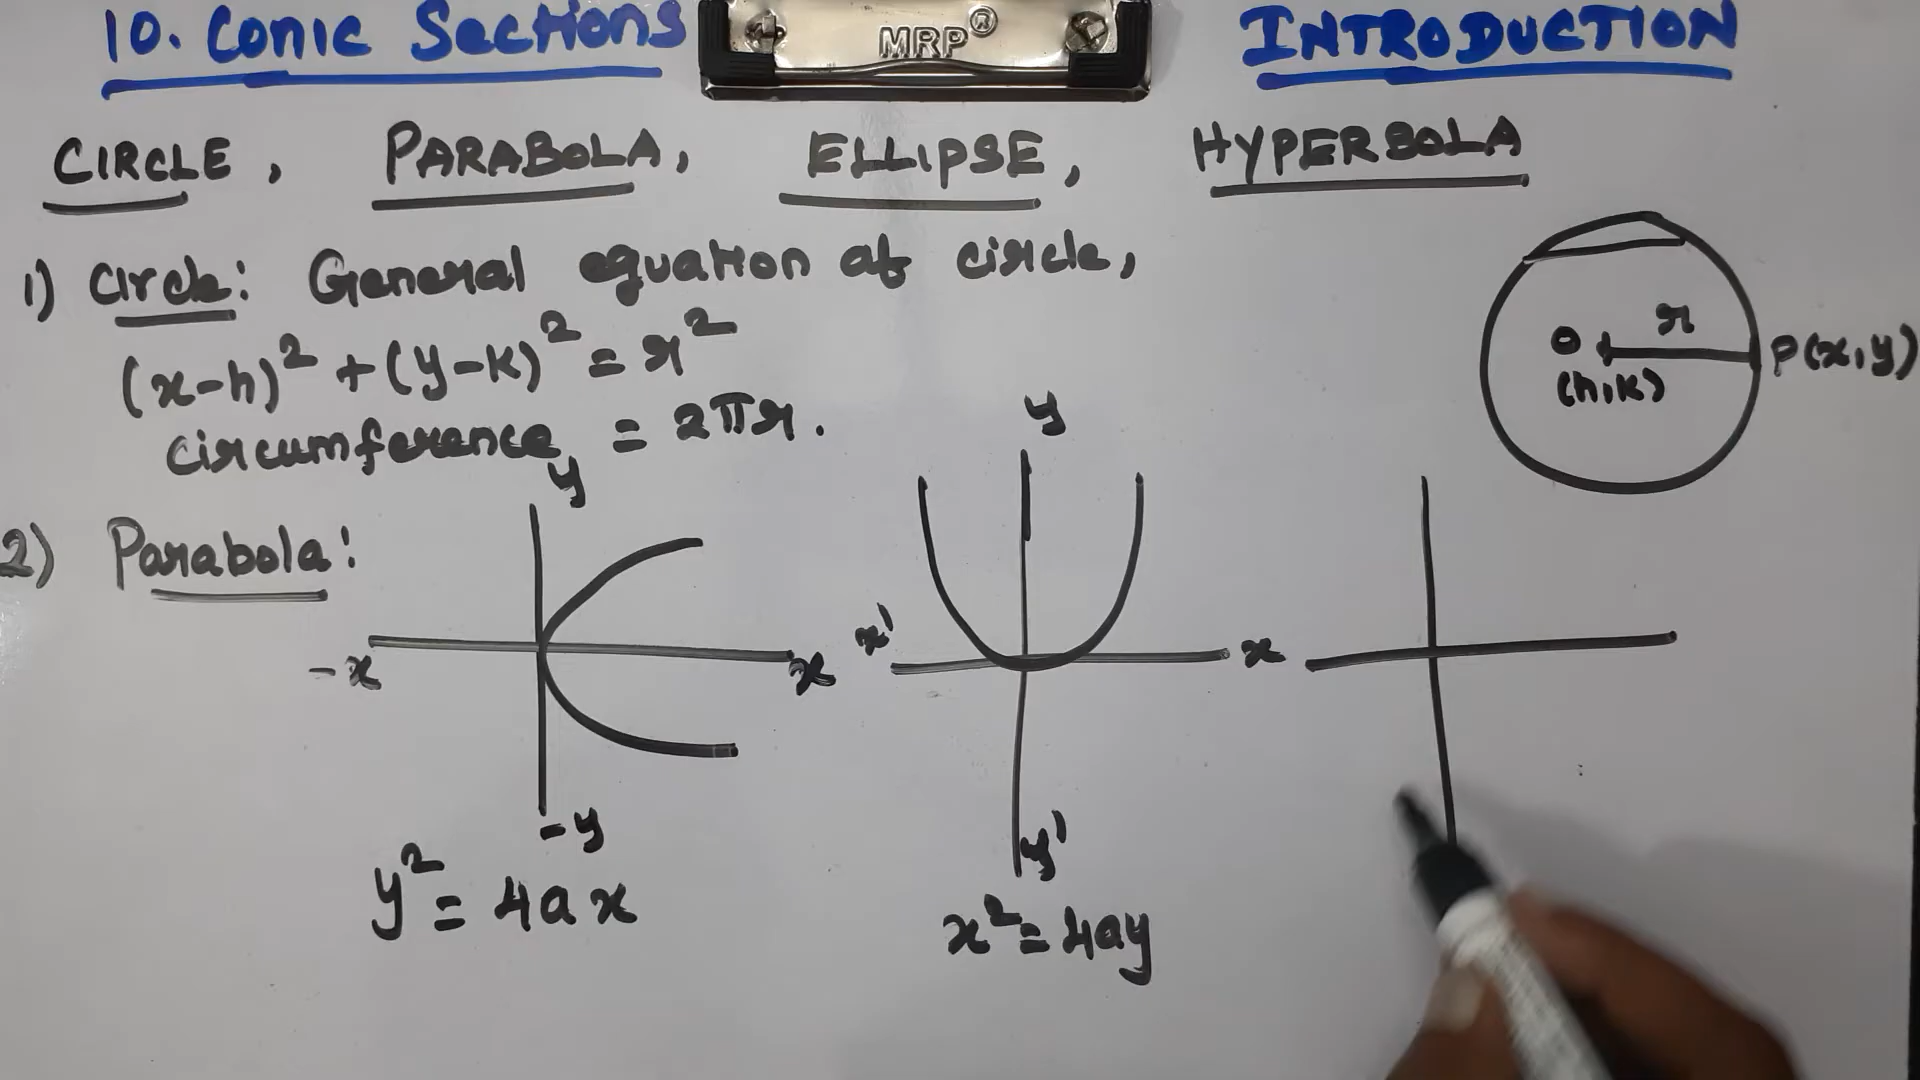 10. Conic Sections
MRP®
INTRODUCTION
CIRCLE, PARABOLA, ELLIPSE, HYPERBOLA
1) Circle: General equation of circle,
(x-h)² + (y-k)² = r²
circumference = 2πr.
O r P(x,y)
(h,k)
2) Parabola:
y
-x x
-y
y² = 4ax
y
x' x
y'
x² = 4ay